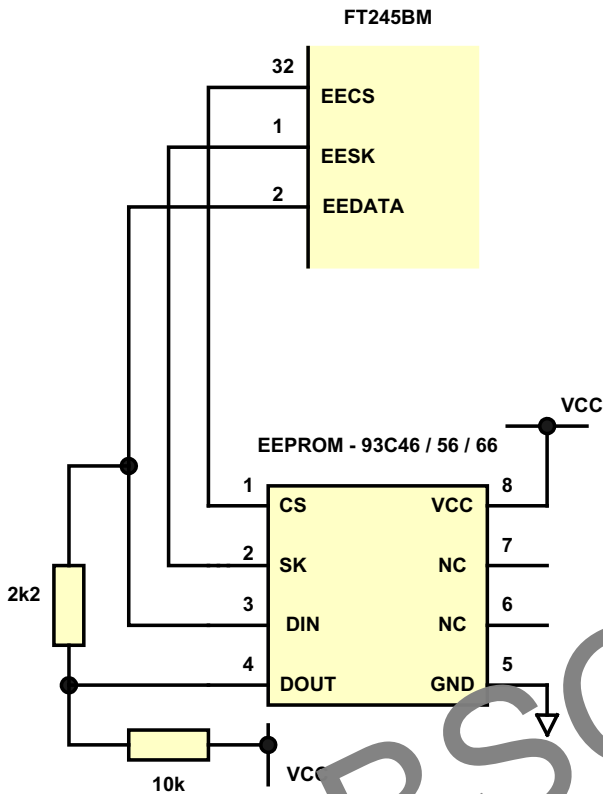 FT245BM
32
EECS
1
EESK
2
EEDATA
VCC
EEPROM - 93C46 / 56 / 66
1
CS
VCC
8
2
SK
NC
7
2k2
3
DIN
NC
6
4
DOUT
GND
5
10k
VCC